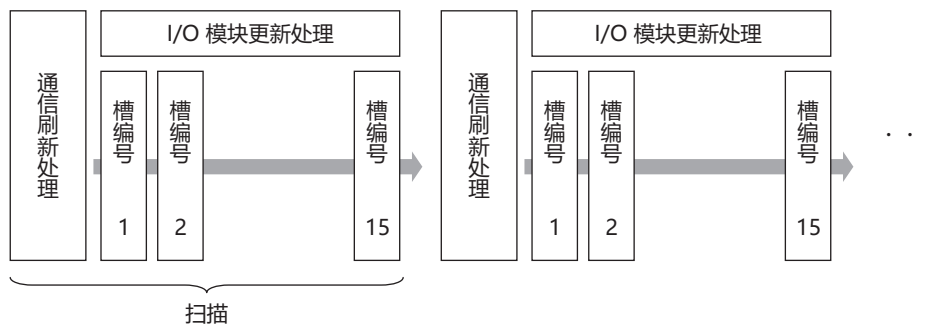 I/O 模块更新处理
通信刷新处理
槽编号 1
槽编号 2
槽编号 15
I/O 模块更新处理
通信刷新处理
槽编号 1
槽编号 2
槽编号 15
. .
扫描